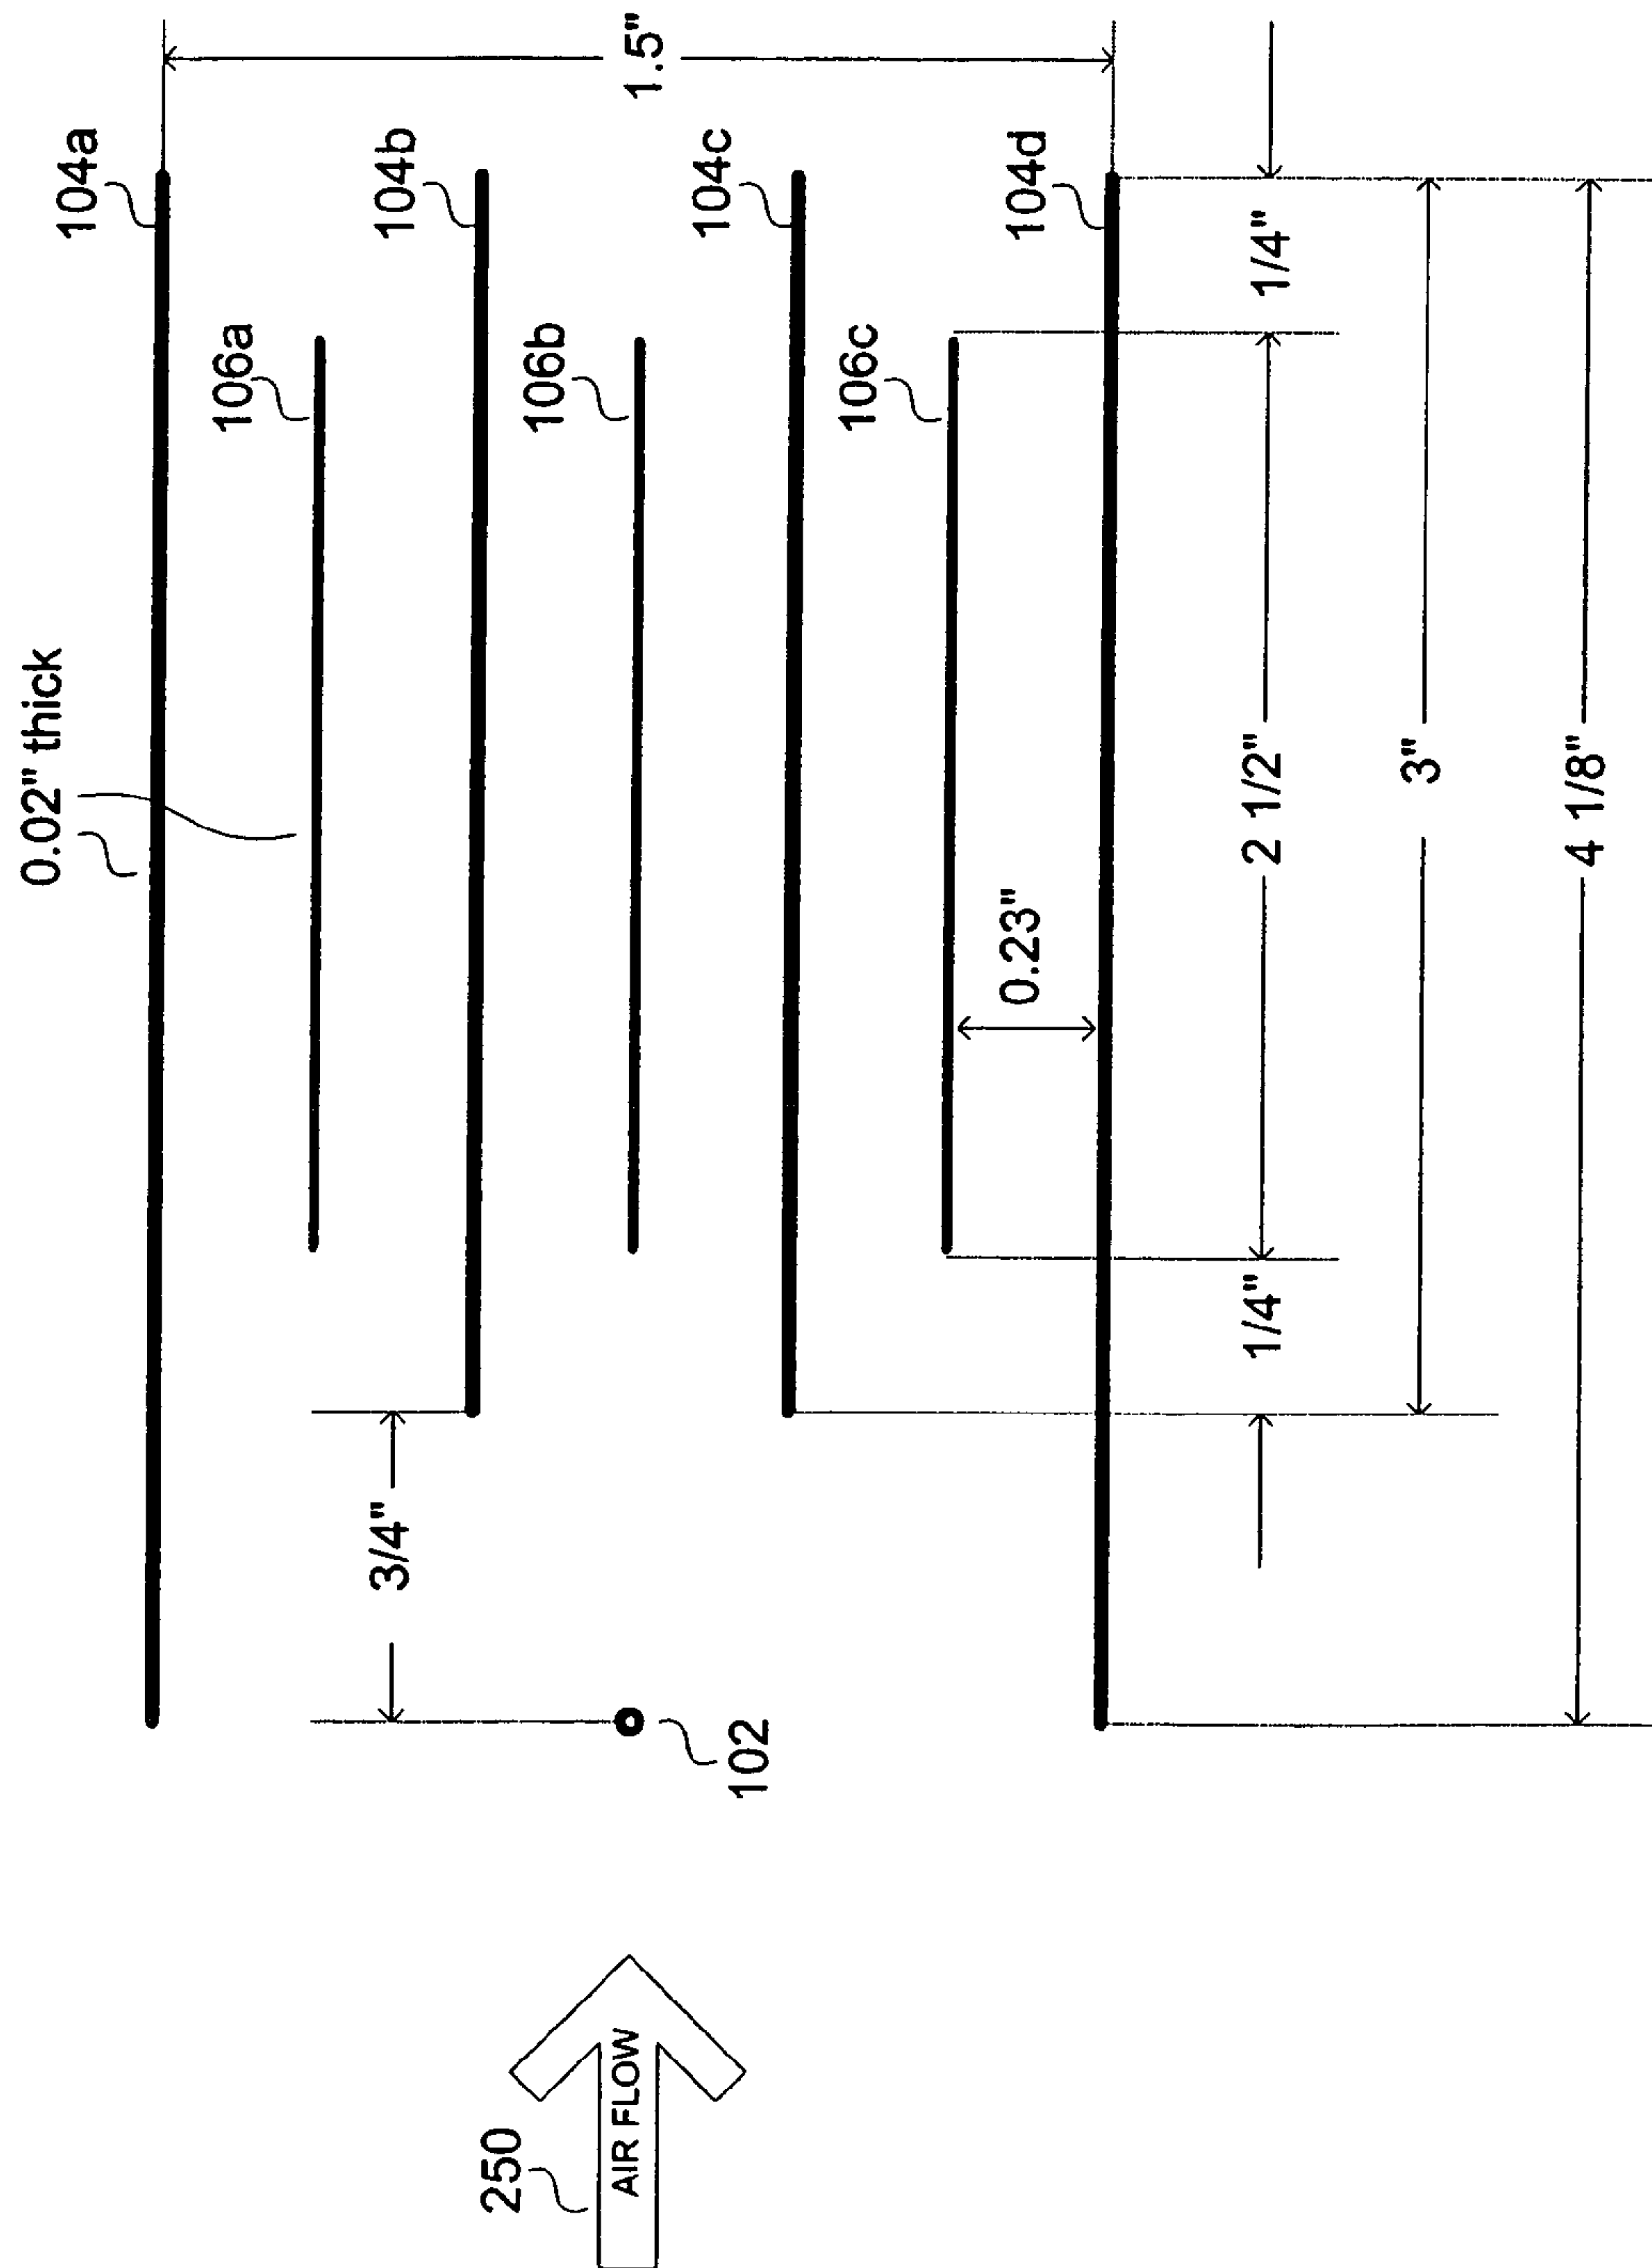 0.02" thick
104a
106a
104b
106b
104c
106c
104d
1.5"
3/4"
102
0.23"
1/4"
2 1/2"
1/4"
3"
4 1/8"
250
AIR FLOW